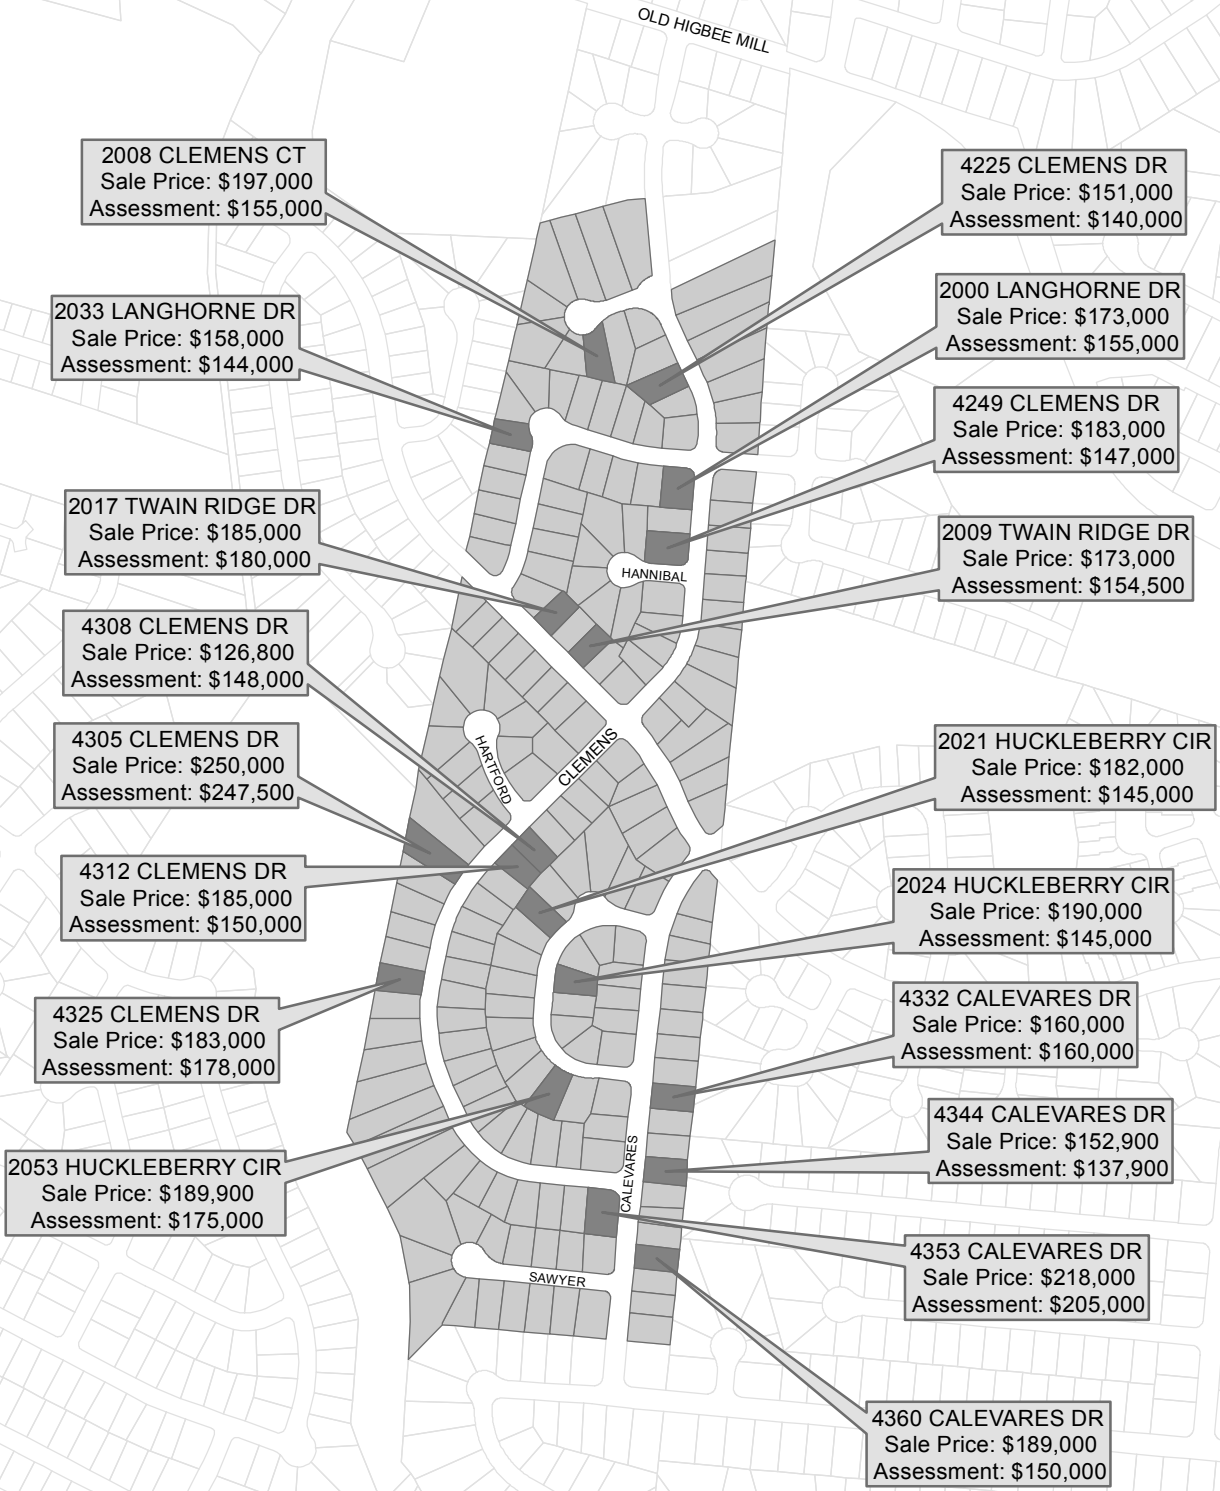 OLD HIGBEE MILL
2008 CLEMENS CT
Sale Price: $197,000
Assessment: $155,000
4225 CLEMENS DR
Sale Price: $151,000
Assessment: $140,000
2033 LANGHORNE DR
Sale Price: $158,000
Assessment: $144,000
2000 LANGHORNE DR
Sale Price: $173,000
Assessment: $155,000
4249 CLEMENS DR
Sale Price: $183,000
Assessment: $147,000
2017 TWAIN RIDGE DR
Sale Price: $185,000
Assessment: $180,000
2009 TWAIN RIDGE DR
Sale Price: $173,000
Assessment: $154,500
HANNIBAL
4308 CLEMENS DR
Sale Price: $126,800
Assessment: $148,000
4305 CLEMENS DR
Sale Price: $250,000
Assessment: $247,500
HARTFORD
CLEMENS
2021 HUCKLEBERRY CIR
Sale Price: $182,000
Assessment: $145,000
4312 CLEMENS DR
Sale Price: $185,000
Assessment: $150,000
2024 HUCKLEBERRY CIR
Sale Price: $190,000
Assessment: $145,000
4325 CLEMENS DR
Sale Price: $183,000
Assessment: $178,000
4332 CALEVARES DR
Sale Price: $160,000
Assessment: $160,000
4344 CALEVARES DR
Sale Price: $152,900
Assessment: $137,900
2053 HUCKLEBERRY CIR
Sale Price: $189,900
Assessment: $175,000
CALEVARES
4353 CALEVARES DR
Sale Price: $218,000
Assessment: $205,000
SAWYER
4360 CALEVARES DR
Sale Price: $189,000
Assessment: $150,000